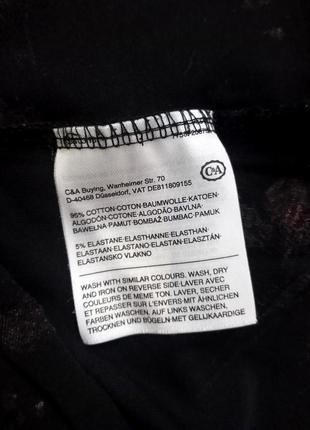 C&A Buying, Wanheimer Str. 70
D-40468 Düsseldorf, VAT DE811809155
C&A
95% COTTON-COTON-BAUMWOLLE-KATOEN-
ALGODÓN-COTONE-ALGODÃO-BAVLNA-
BAWEŁNA-PAMUT-BOMBAŽ-BUMBAC-PAMUK
5% ELASTANE-ELASTHANNE-ELASTHAN-
ELASTAAN-ELASTANO-ELASTAN-ELASZTÁN-
ELASTANSKO VLAKNO
WASH WITH SIMILAR COLOURS. WASH, DRY
AND IRON ON REVERSE SIDE-LAVER AVEC
COULEURS DE MEME TON. LAVER, SECHER
ET REPASSER SUR L'ENVERS-MIT ÄHNLICHEN
FARBEN WASCHEN. AUF LINKS WASCHEN,
TROCKNEN UND BÜGELN-MET GELIJKAARDIGE